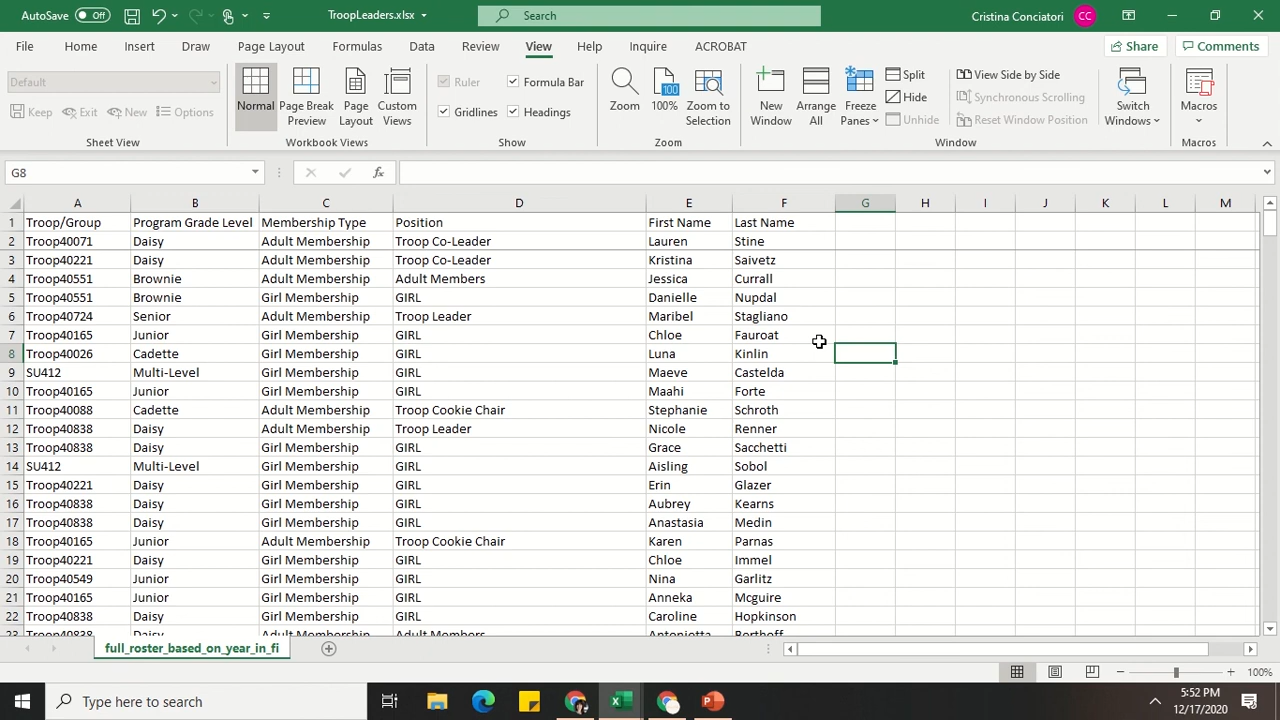 AutoSave Off TroopLeaders.xlsx Search Cristina Conciatori CC
File Home Insert Draw Page Layout Formulas Data Review View Help Inquire ACROBAT Share Comments
Default
Keep Exit New Options
Sheet View
Normal Page Break Preview Page Layout Custom Views
Workbook Views
Ruler Formula Bar
Gridlines Headings
Show
Zoom 100 100% Zoom to Selection
Zoom
New Window Arrange All Freeze Panes
Split
Hide
Unhide
View Side by Side
Synchronous Scrolling
Reset Window Position
Switch Windows
Window
Macros
Macros
G8 fx
A B C D E F G H I J K L M
1 Troop/Group Program Grade Level Membership Type Position First Name Last Name
2 Troop40071 Daisy Adult Membership Troop Co-Leader Lauren Stine
3 Troop40221 Daisy Adult Membership Troop Co-Leader Kristina Saivetz
4 Troop40551 Brownie Adult Membership Adult Members Jessica Currall
5 Troop40551 Brownie Girl Membership GIRL Danielle Nupdal
6 Troop40724 Senior Adult Membership Troop Leader Maribel Stagliano
7 Troop40165 Junior Girl Membership GIRL Chloe Fauroat
8 Troop40026 Cadette Girl Membership GIRL Luna Kinlin
9 SU412 Multi-Level Girl Membership GIRL Maeve Castelda
10 Troop40165 Junior Girl Membership GIRL Maahi Forte
11 Troop40088 Cadette Adult Membership Troop Cookie Chair Stephanie Schroth
12 Troop40838 Daisy Adult Membership Troop Leader Nicole Renner
13 Troop40838 Daisy Girl Membership GIRL Grace Sacchetti
14 SU412 Multi-Level Girl Membership GIRL Aisling Sobol
15 Troop40221 Daisy Girl Membership GIRL Erin Glazer
16 Troop40838 Daisy Girl Membership GIRL Aubrey Kearns
17 Troop40838 Daisy Girl Membership GIRL Anastasia Medin
18 Troop40165 Junior Adult Membership Troop Cookie Chair Karen Parnas
19 Troop40221 Daisy Girl Membership GIRL Chloe Immel
20 Troop40549 Junior Girl Membership GIRL Nina Garlitz
21 Troop40165 Junior Girl Membership GIRL Anneka Mcguire
22 Troop40838 Daisy Girl Membership GIRL Caroline Hopkinson
23 Troop40838 Daisy Adult Membership Adult Members Antonietta Berthoff
full_roster_based_on_year_in_fi
100%
Type here to search
5:52 PM
12/17/2020